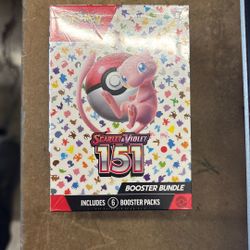 SCARLET & VIOLET
151
BOOSTER BUNDLE
INCLUDES 6 BOOSTER PACKS